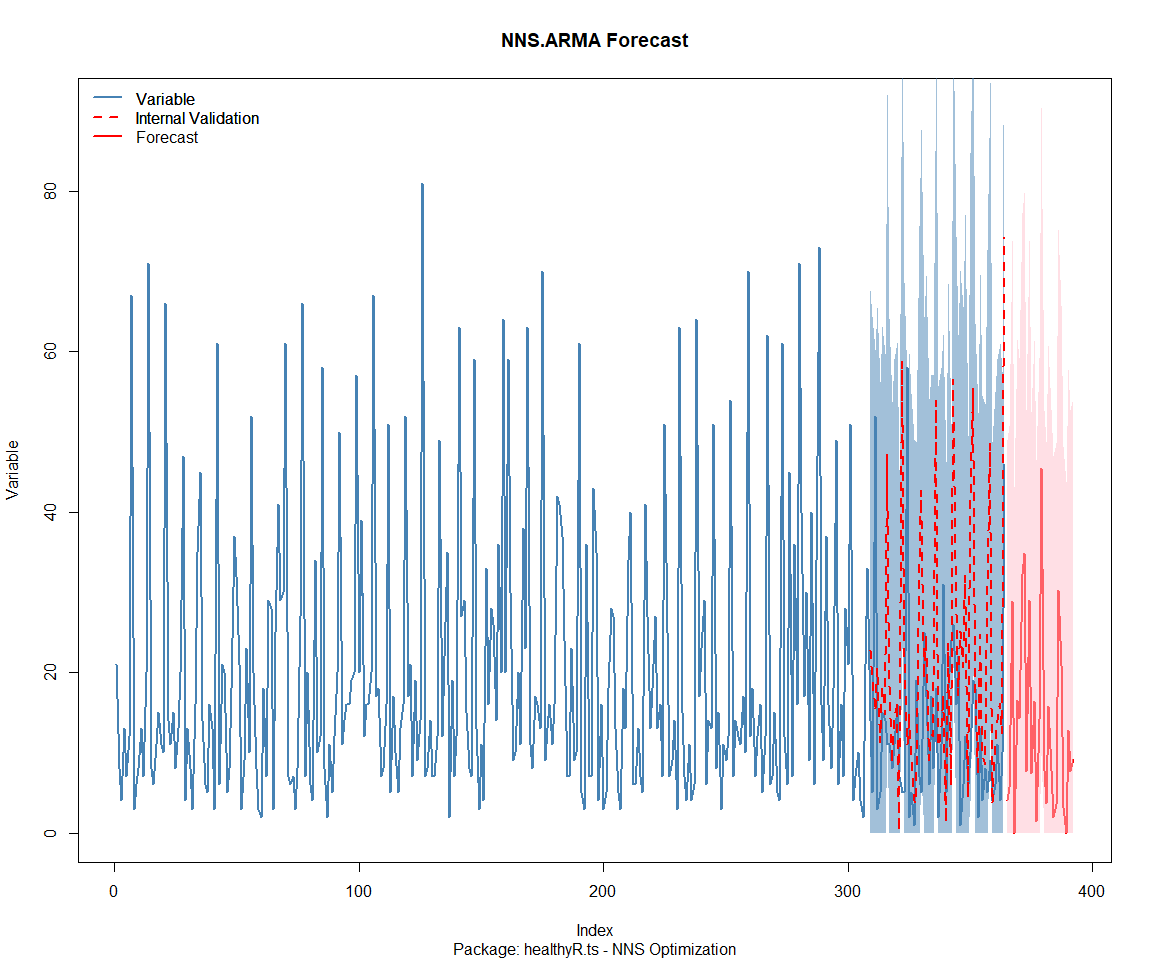 NNS.ARMA Forecast
Variable
Internal Validation
Forecast
80
60
40
20
0
Variable
0
100
200
300
400
Index
Package: healthyR.ts - NNS Optimization